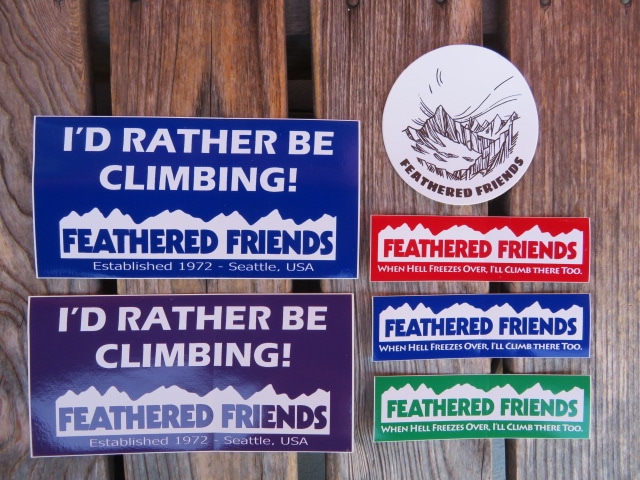 I'D RATHER BE
CLIMBING!
FEATHERED FRIENDS
Established 1972 - Seattle, USA
I'D RATHER BE
CLIMBING!
FEATHERED FRIENDS
Established 1972 - Seattle, USA
FEATHERED FRIENDS
FEATHERED FRIENDS
WHEN HELL FREEZES OVER, I'LL CLIMB THERE TOO.
FEATHERED FRIENDS
WHEN HELL FREEZES OVER, I'LL CLIMB THERE TOO.
FEATHERED FRIENDS
WHEN HELL FREEZES OVER, I'LL CLIMB THERE TOO.